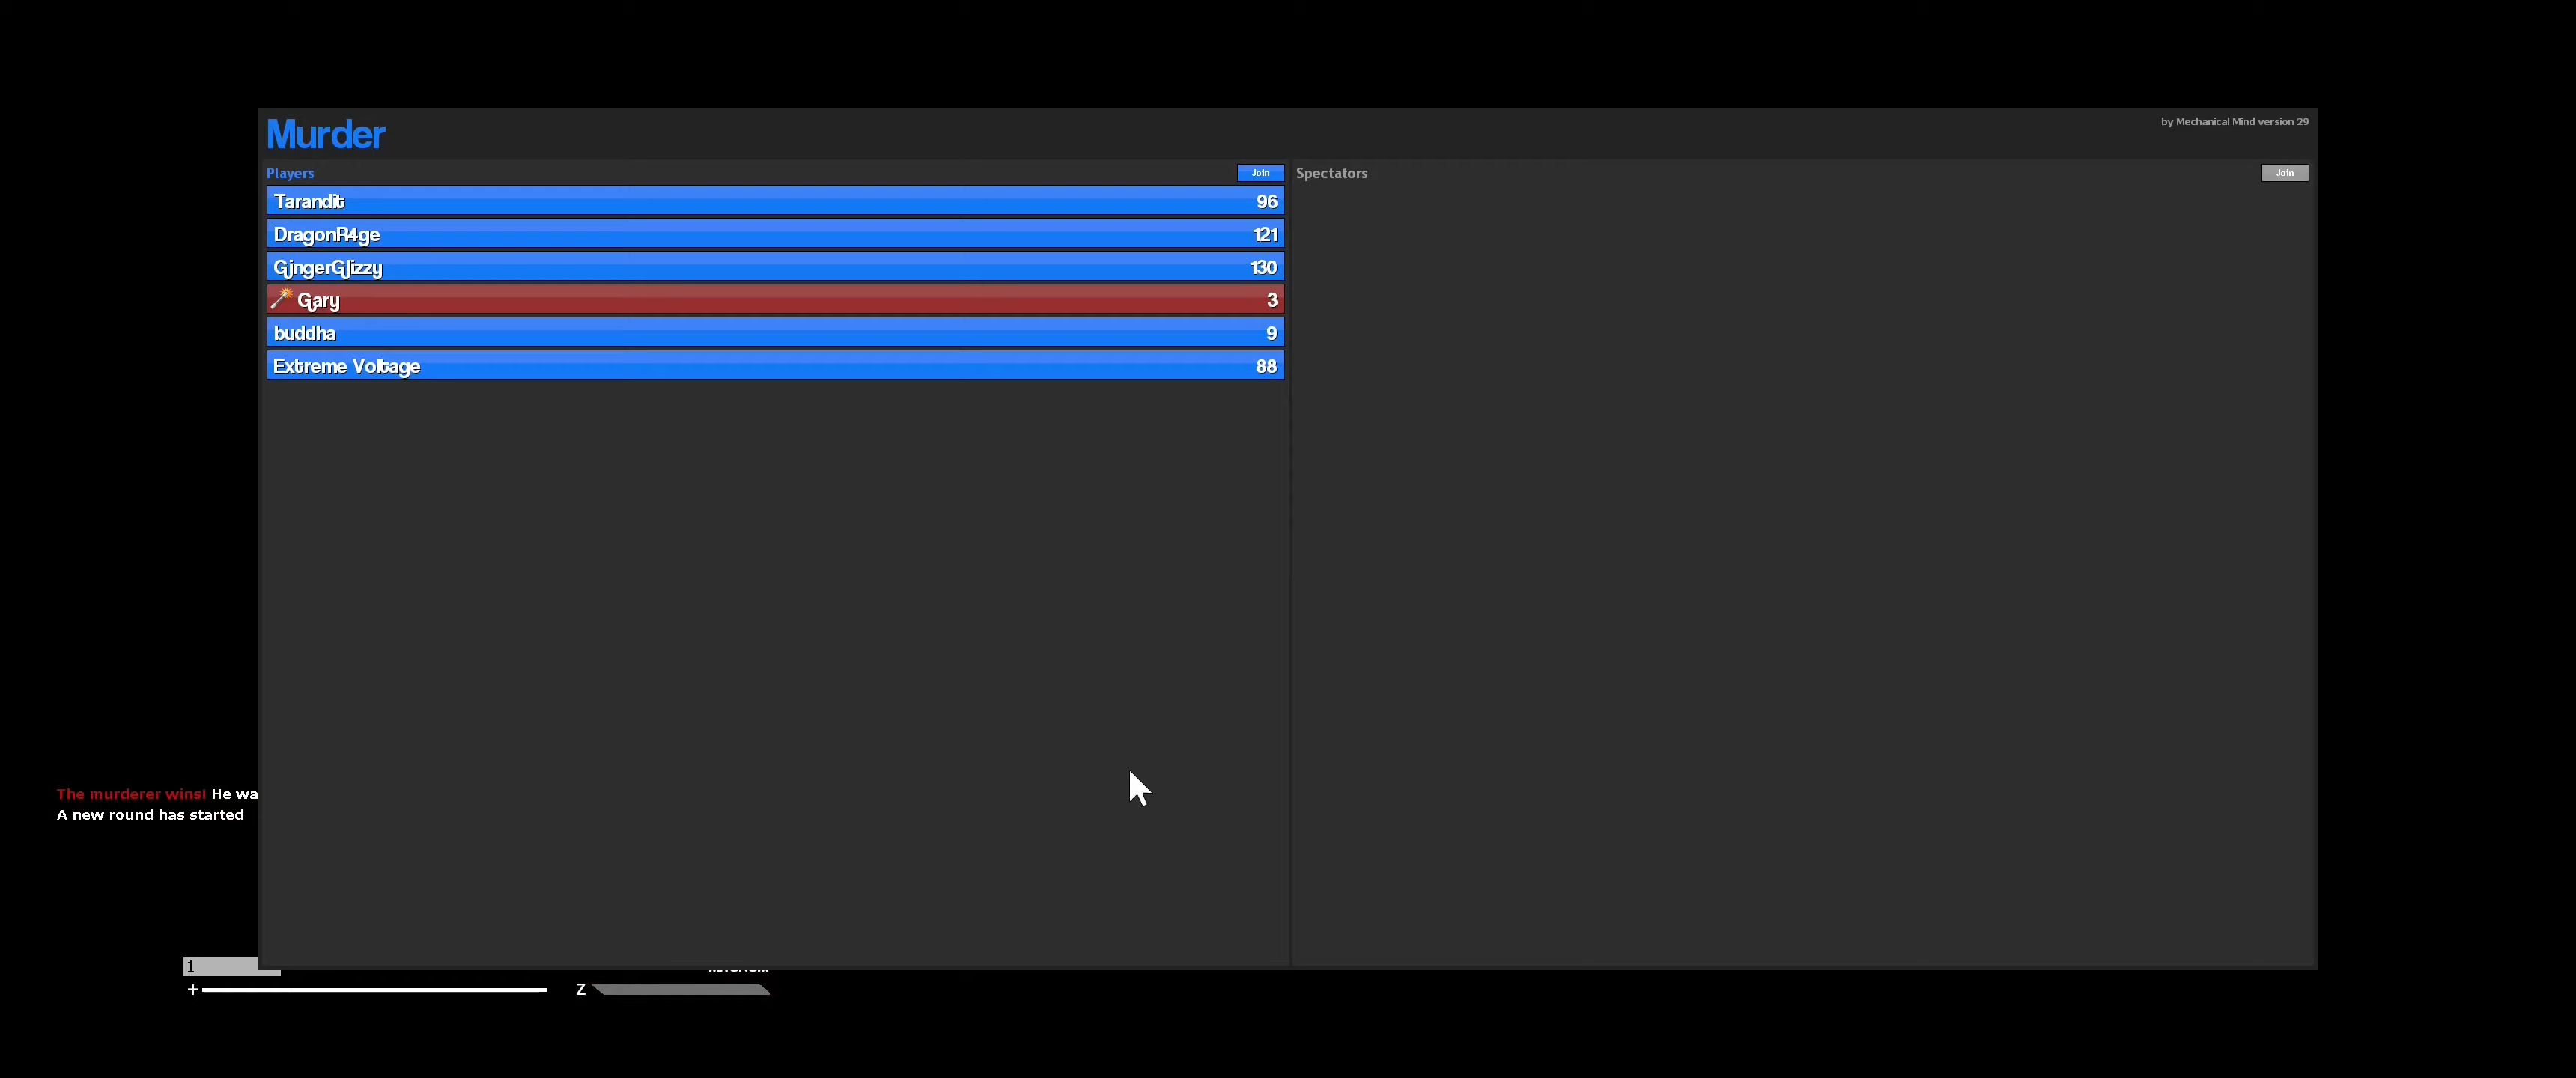 Murder
by Mechanical Mind version 29
Players
Join
Spectators
Join
Tarandit 96
DragonR4ge 121
GingerGlizzy 130
Gary 3
buddha 9
Extreme Voltage 88
The murderer wins! He wa
A new round has started
1
+
Z